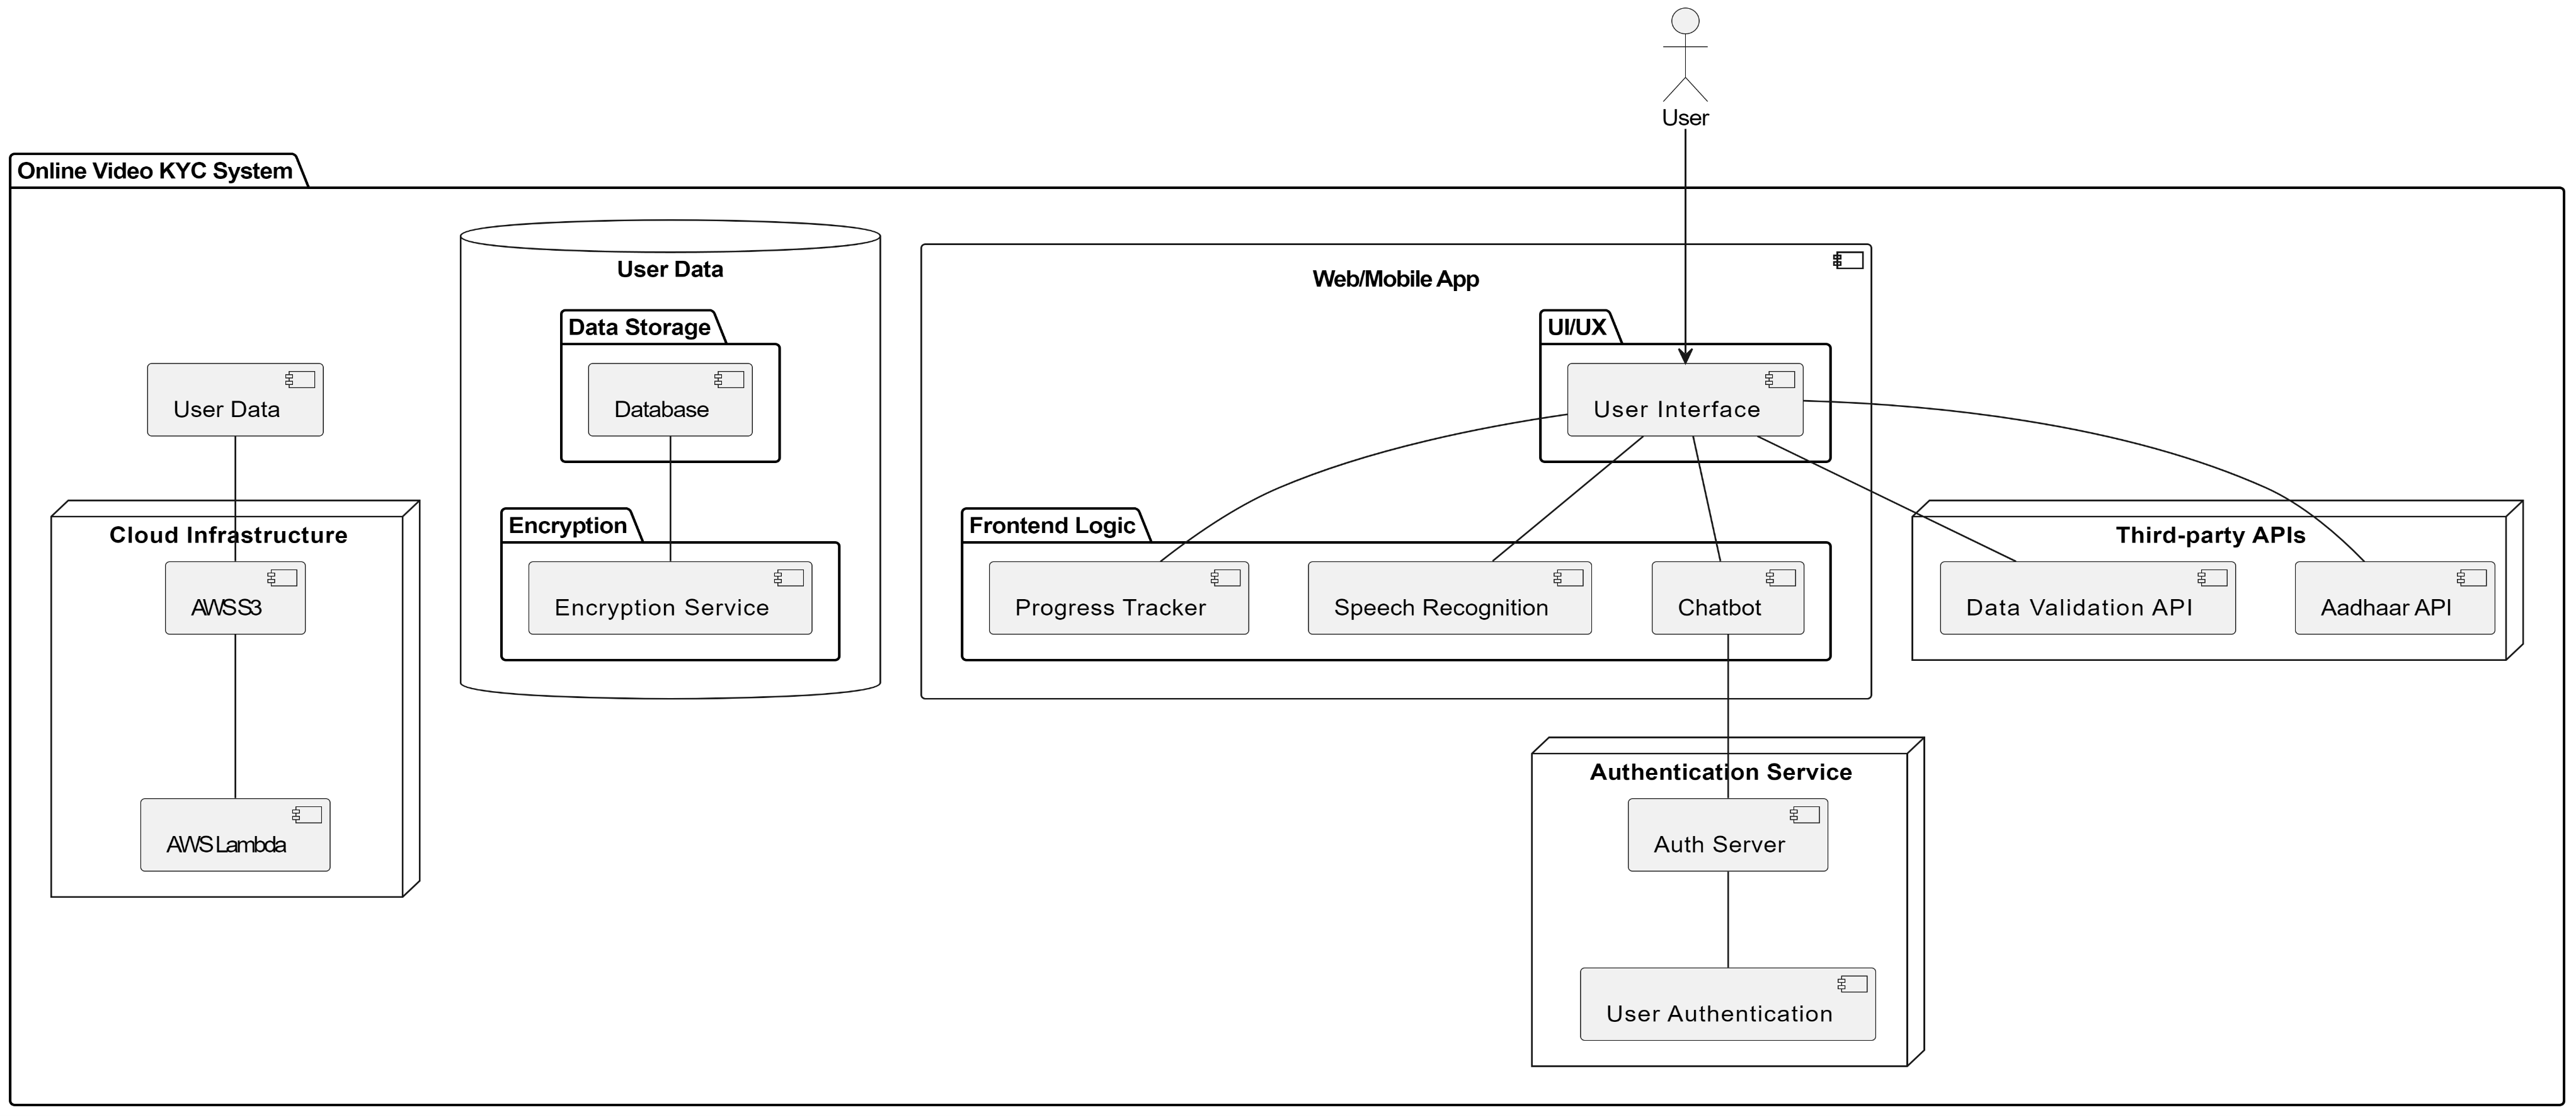 User
Online Video KYC System
User Data
Web/Mobile App
Data Storage
UI/UX
User Data
Database
User Interface
Cloud Infrastructure
Encryption
Frontend Logic
Third-party APIs
AWS S3
Encryption Service
Progress Tracker
Speech Recognition
Chatbot
Data Validation API
Aadhaar API
Authentication Service
AWS Lambda
Auth Server
User Authentication